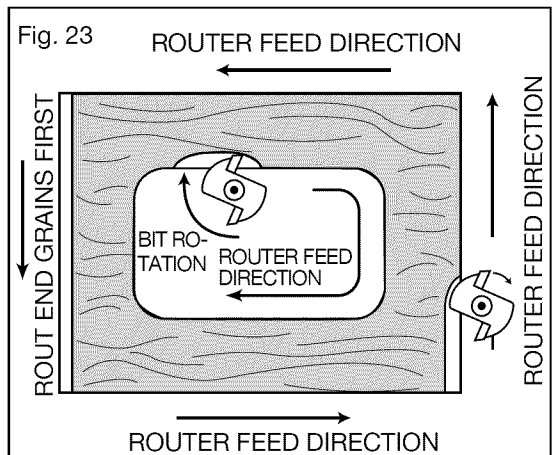 Fig. 23
ROUTER FEED DIRECTION
ROUT END GRAINS FIRST
BIT RO-
TATION
ROUTER FEED
DIRECTION
ROUTER FEED DIRECTION
ROUTER FEED DIRECTION